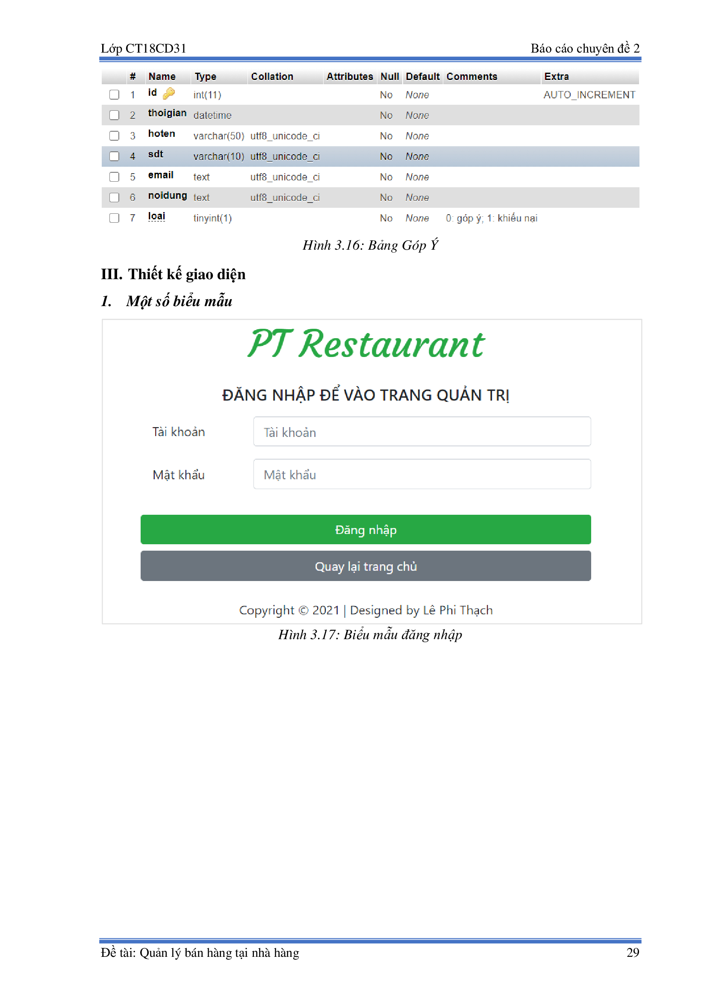 Lớp CT18CD31 Báo cáo chuyên đề 2
# Name Type Collation Attributes Null Default Comments Extra
1 id int(11) No None AUTO_INCREMENT
2 thoigian datetime No None
3 hoten varchar(50) utf8_unicode_ci No None
4 sdt varchar(10) utf8_unicode_ci No None
5 email text utf8_unicode_ci No None
6 noidung text utf8_unicode_ci No None
7 loai tinyint(1) No None 0: góp ý; 1: khiếu nại
Hình 3.16: Bảng Góp Ý
III. Thiết kế giao diện
1. Một số biểu mẫu
PT Restaurant
ĐĂNG NHẬP ĐỂ VÀO TRANG QUẢN TRỊ
Tài khoản Tài khoản
Mật khẩu Mật khẩu
Đăng nhập
Quay lại trang chủ
Copyright © 2021 | Designed by Lê Phi Thạch
Hình 3.17: Biểu mẫu đăng nhập
Đề tài: Quản lý bán hàng tại nhà hàng 29